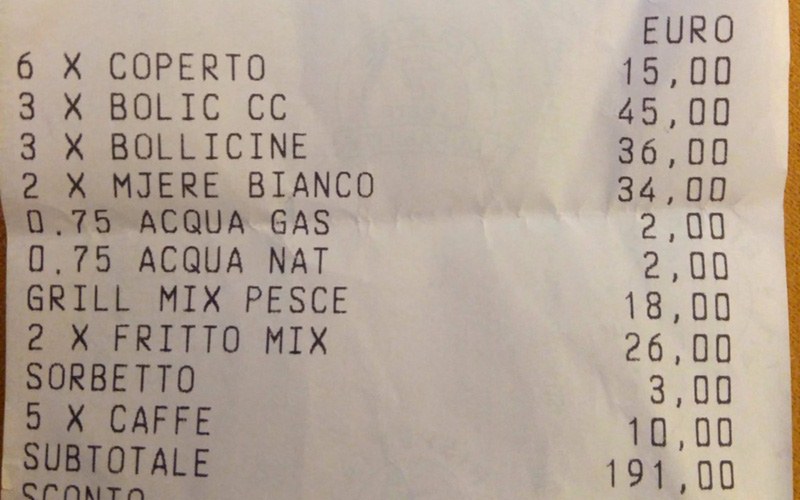 EURO
6 X COPERTO 15,00
3 X BOLIC CC 45,00
3 X BOLLICINE 36,00
2 X MJERE BIANCO 34,00
0.75 ACQUA GAS 2,00
0.75 ACQUA NAT 2,00
GRILL MIX PESCE 18,00
2 X FRITTO MIX 26,00
SORBETTO 3,00
5 X CAFFE 10,00
SUBTOTALE 191,00
SCONTO